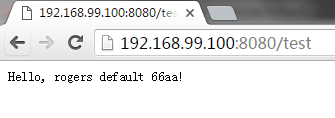 192.168.99.100:8080/tes
192.168.99.100:8080/test
Hello, rogers default 66aa!